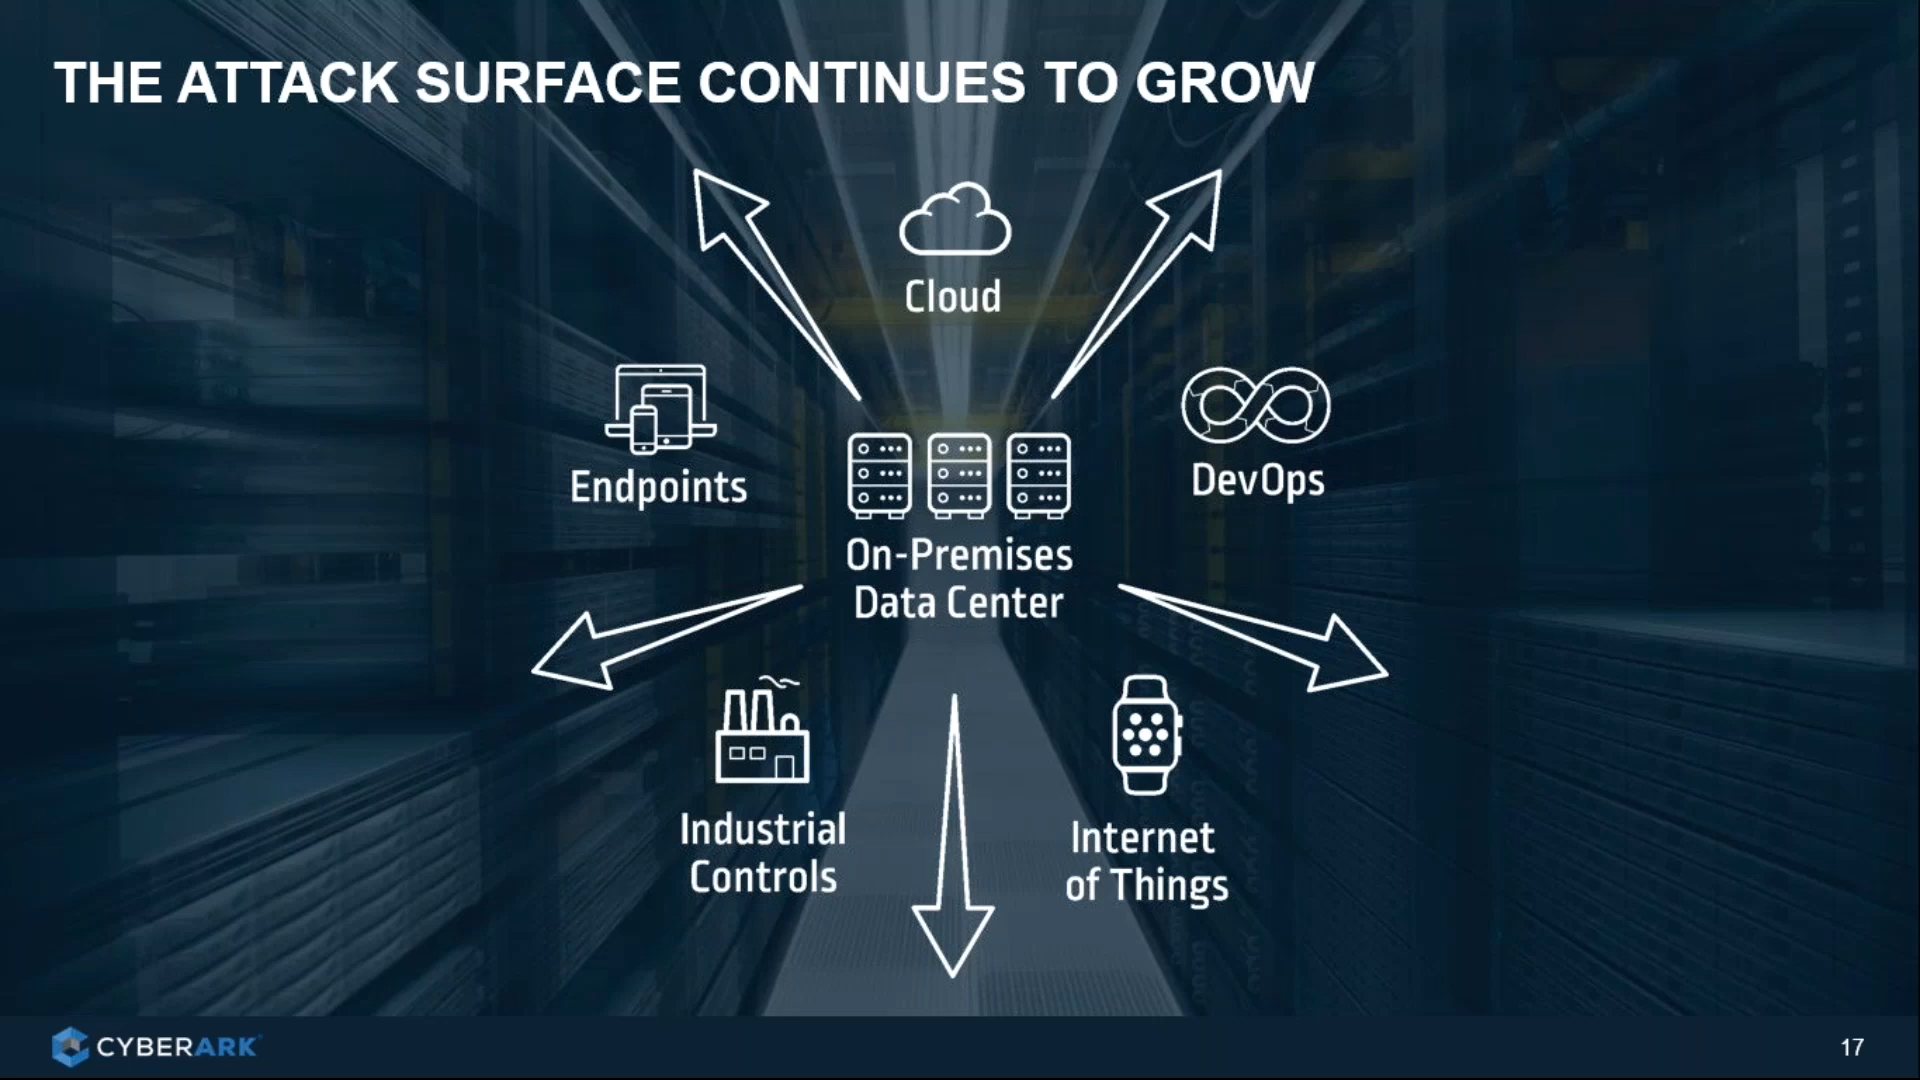 THE ATTACK SURFACE CONTINUES TO GROW
Cloud
Endpoints
DevOps
On-Premises
Data Center
Industrial
Controls
Internet
of Things
CYBERARK
17